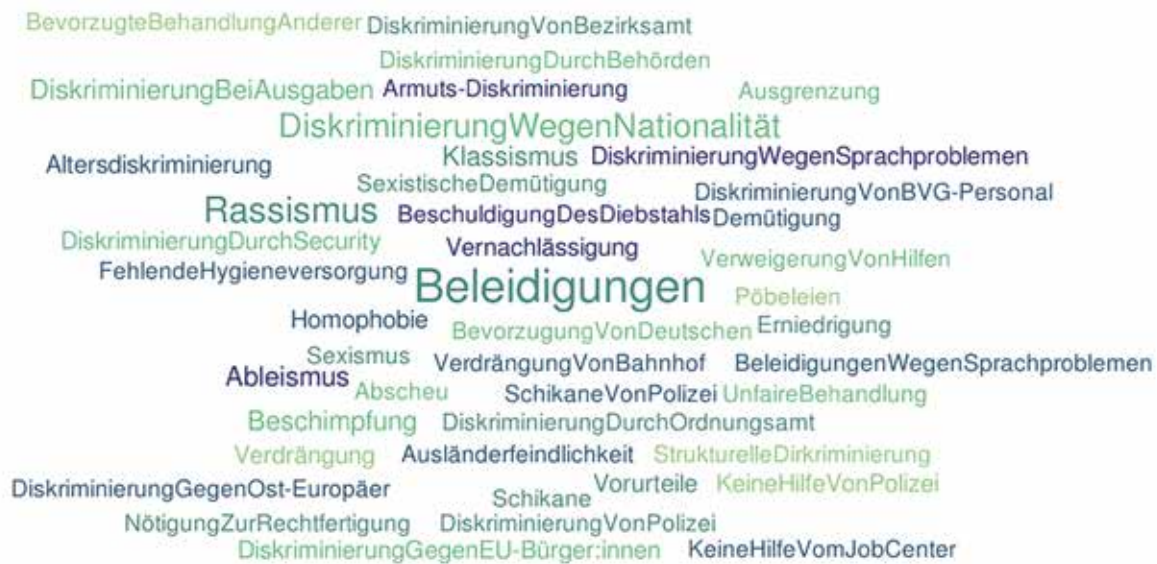 BevorzugteBehandlungAnderer DiskriminierungVonBezirksamt
DiskriminierungDurchBehörden
DiskriminierungBeiAusgaben Armuts-Diskriminierung Ausgrenzung
DiskriminierungWegenNationalität
Altersdiskriminierung Klassismus DiskriminierungWegenSprachproblemen
SexistischeDemütigung DiskriminierungVonBVG-Personal
Rassismus BeschuldigungDesDiebstahls Demütigung
DiskriminierungDurchSecurity Vernachlässigung VerweigerungVonHilfen
FehlendeHygieneversorgung Beleidigungen Pöbeleien
Homophobie BevorzugungVonDeutschen Erniedrigung
Sexismus VerdrängungVonBahnhof BeleidigungenWegenSprachproblemen
Ableismus Abscheu SchikaneVonPolizei UnfaireBehandlung
Beschimpfung DiskriminierungDurchOrdnungsamt
Verdrängung Ausländerfeindlichkeit StrukturelleDirkriminierung
DiskriminierungGegenOst-Europäer Schikane Vorurteile KeineHilfeVonPolizei
NötigungZurRechtfertigung DiskriminierungVonPolizei
DiskriminierungGegenEU-Bürger:innen KeineHilfeVomJobCenter